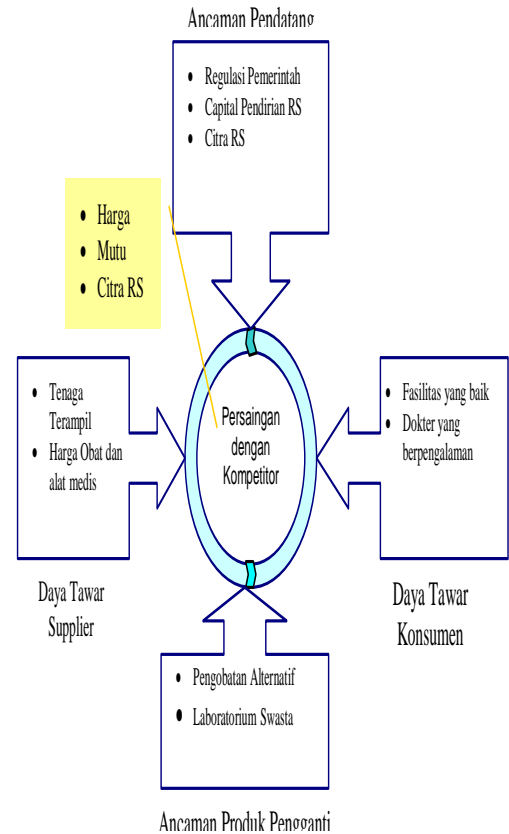 Ancaman Pendatang
• Regulasi Pemerintah
• Capital Pendirian RS
• Citra RS
• Harga
• Mutu
• Citra RS
• Tenaga
Terampil
• Harga Obat dan
alat medis
Persaingan
dengan
Kompetitor
• Fasilitas yang baik
• Dokter yang
berpengalaman
Daya Tawar
Supplier
Daya Tawar
Konsumen
• Pengobatan Alternatif
• Laboratorium Swasta
Ancaman Produk Pengganti